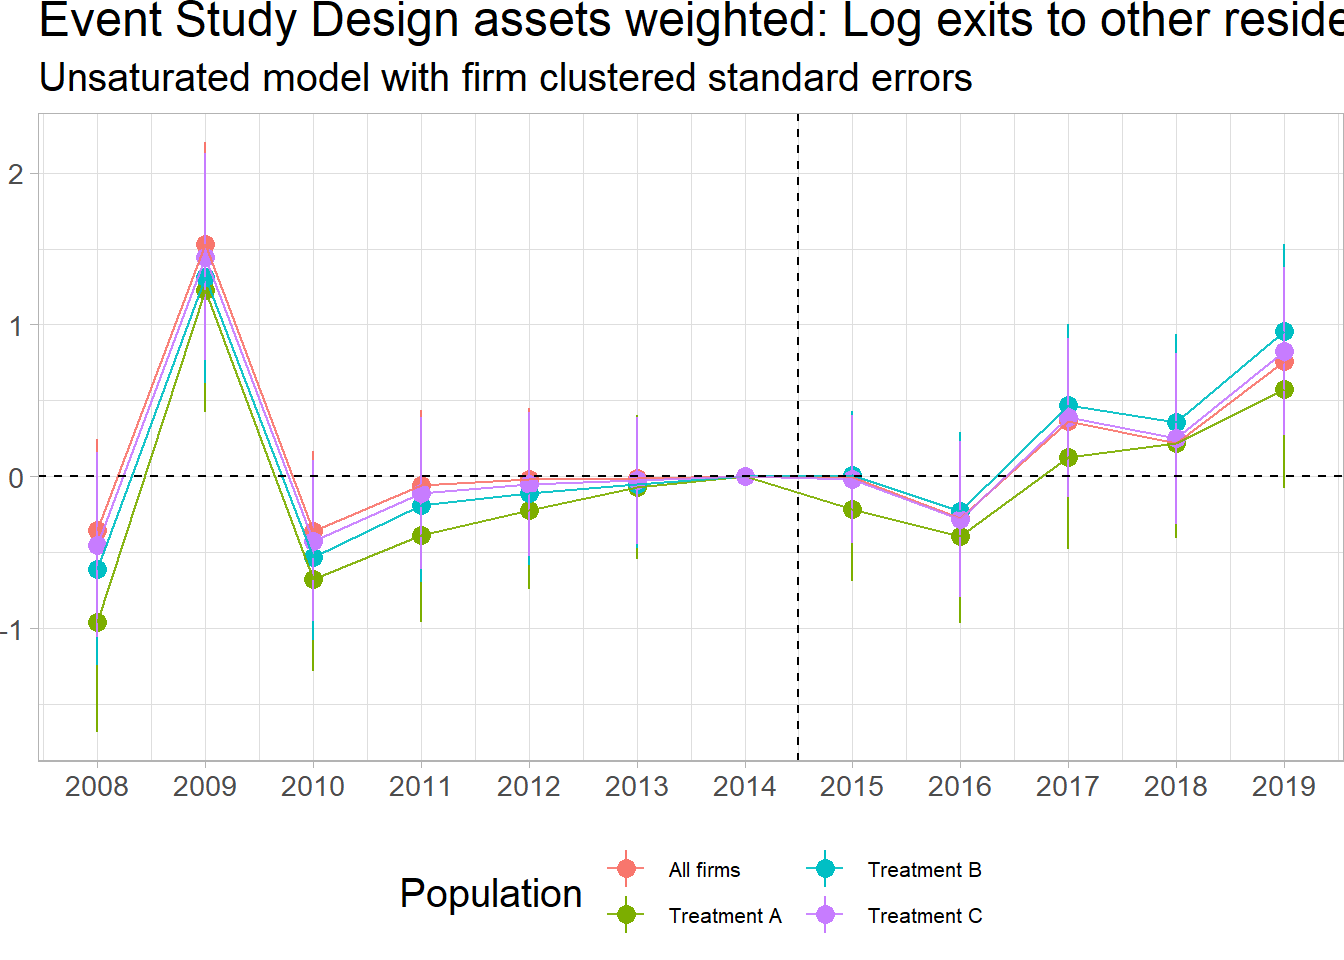 Event Study Design assets weighted: Log exits to other reside
Unsaturated model with firm clustered standard errors
2
1
0
-1
2008 2009 2010 2011 2012 2013 2014 2015 2016 2017 2018 2019
Population
All firms
Treatment A
Treatment B
Treatment C